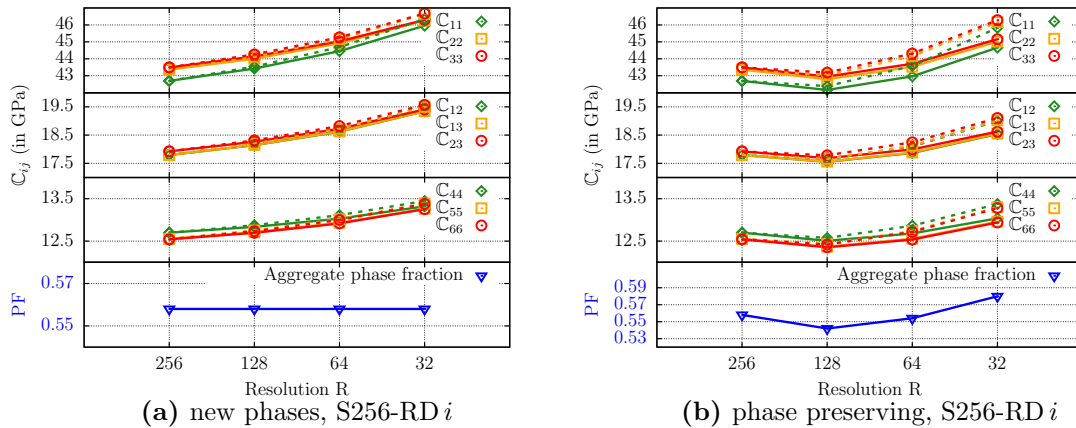 46
45
44
43
ℂ11
ℂ22
ℂ33
19.5
18.5
17.5
ℂ12
ℂ13
ℂ23
13.5
12.5
ℂ44
ℂ55
ℂ66
0.57
0.55
Aggregate phase fraction
ℂij (in GPa)
PF
256 128 64 32
Resolution R
(a) new phases, S256-RD i
46
45
44
43
ℂ11
ℂ22
ℂ33
19.5
18.5
17.5
ℂ12
ℂ13
ℂ23
13.5
12.5
ℂ44
ℂ55
ℂ66
0.59
0.57
0.55
0.53
Aggregate phase fraction
ℂij (in GPa)
PF
256 128 64 32
Resolution R
(b) phase preserving, S256-RD i